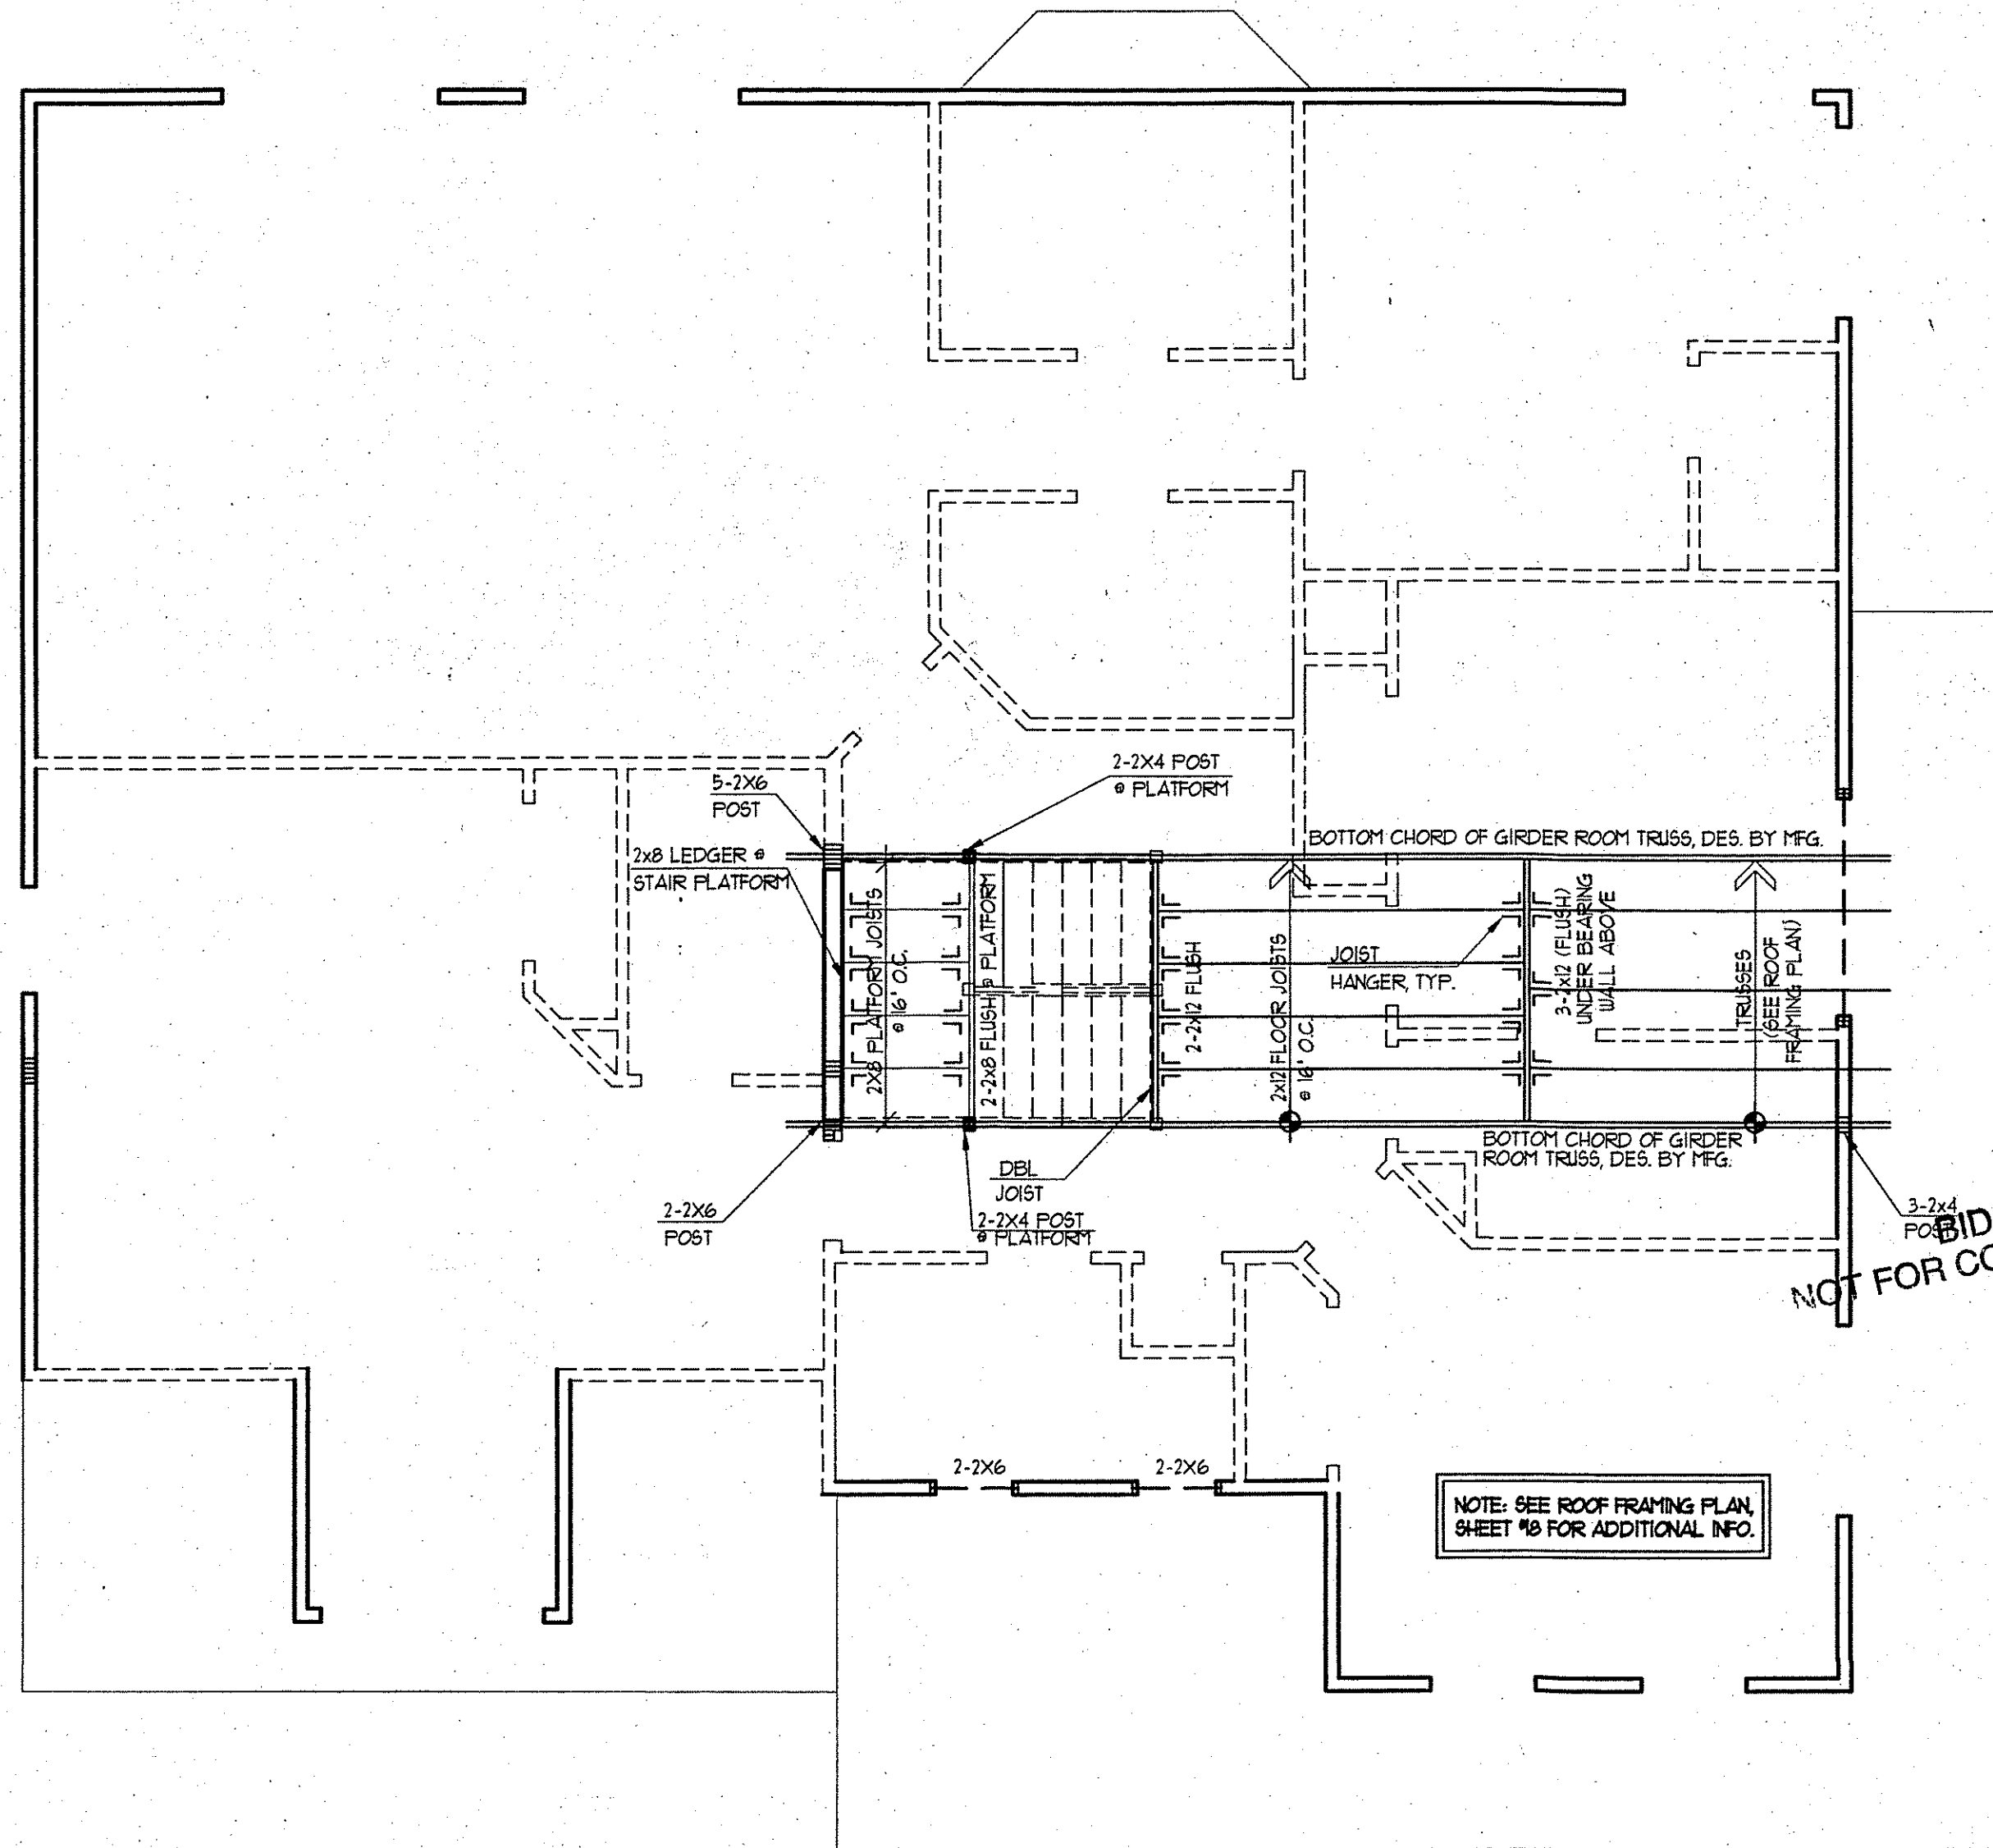 2-2X4 POST
@ PLATFORM
5-2X6
POST
2x8 LEDGER @
STAIR PLATFORM
BOTTOM CHORD OF GIRDER ROOM TRUSS, DES. BY MFG.
2X8 PLATFORM JOISTS
@ 16' O.C.
2-2x8 FLUSH @ PLATFORM
2-2x12 FLUSH
2x12 FLOOR JOISTS
@ 16' O.C.
JOIST
HANGER, TYP.
3-2x12 (FLUSH)
UNDER BEARING
WALL ABOVE
TRUSSES
(SEE ROOF
FRAMING PLAN)
BOTTOM CHORD OF GIRDER
ROOM TRUSS, DES. BY MFG.
DBL
JOIST
2-2X6
POST
2-2X4 POST
@ PLATFORM
3-2x4
POST
BID
NOT FOR CO
2-2X6
2-2X6
NOTE: SEE ROOF FRAMING PLAN,
SHEET #18 FOR ADDITIONAL INFO.